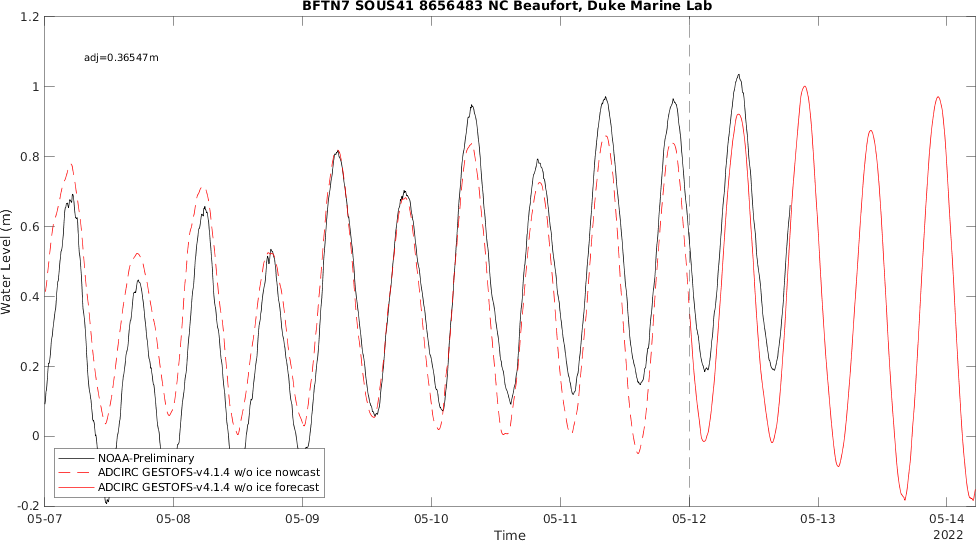 BFTN7 SOUS41 8656483 NC Beaufort, Duke Marine Lab
1.2
adj=0.36547m
1
0.8
0.6
0.4
0.2
0
-0.2
Water Level (m)
NOAA-Preliminary
ADCIRC GESTOFS-v4.1.4 w/o ice nowcast
ADCIRC GESTOFS-v4.1.4 w/o ice forecast
05-07 05-08 05-09 05-10 05-11 05-12 05-13 05-14
Time 2022